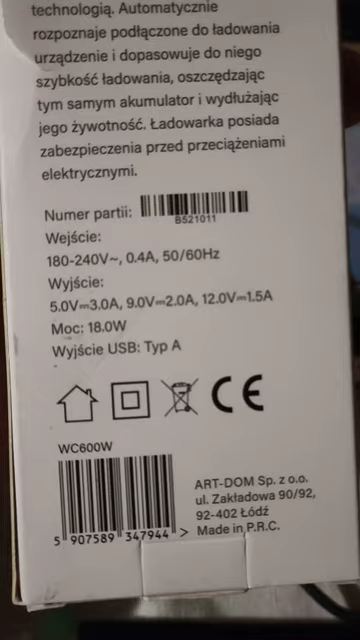 technologią. Automatycznie
rozpoznaje podłączone do ładowania
urządzenie i dopasowuje do niego
szybkość ładowania, oszczędzając
tym samym akumulator i wydłużając
jego żywotność. Ładowarka posiada
zabezpieczenia przed przeciążeniami
elektrycznymi.
Numer partii:
B521011
Wejście:
180-240V~, 0.4A, 50/60Hz
Wyjście:
5.0V⎓3.0A, 9.0V⎓2.0A, 12.0V⎓1.5A
Moc: 18.0W
Wyjście USB: Typ A
CE
WC600W
5 907589 347944 >
ART-DOM Sp. z o.o.
ul. Zakładowa 90/92,
92-402 Łódź
Made in P.R.C.